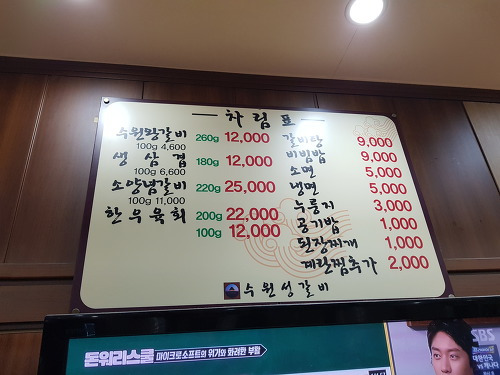 차림표
수원왕갈비 260g 12,000
100g 4,600
생삼겹 180g 12,000
100g 6,600
소양념갈비 220g 25,000
100g 11,000
한우육회 200g 22,000
100g 12,000
갈비탕 9,000
비빔밥 9,000
소면 5,000
냉면 5,000
누룽지 3,000
공기밥 1,000
된장찌개 1,000
계란찜추가 2,000
수원성갈비
돈워리스쿨 마이크로소프트의 위기와 화려한 부활
SBS
대한민국